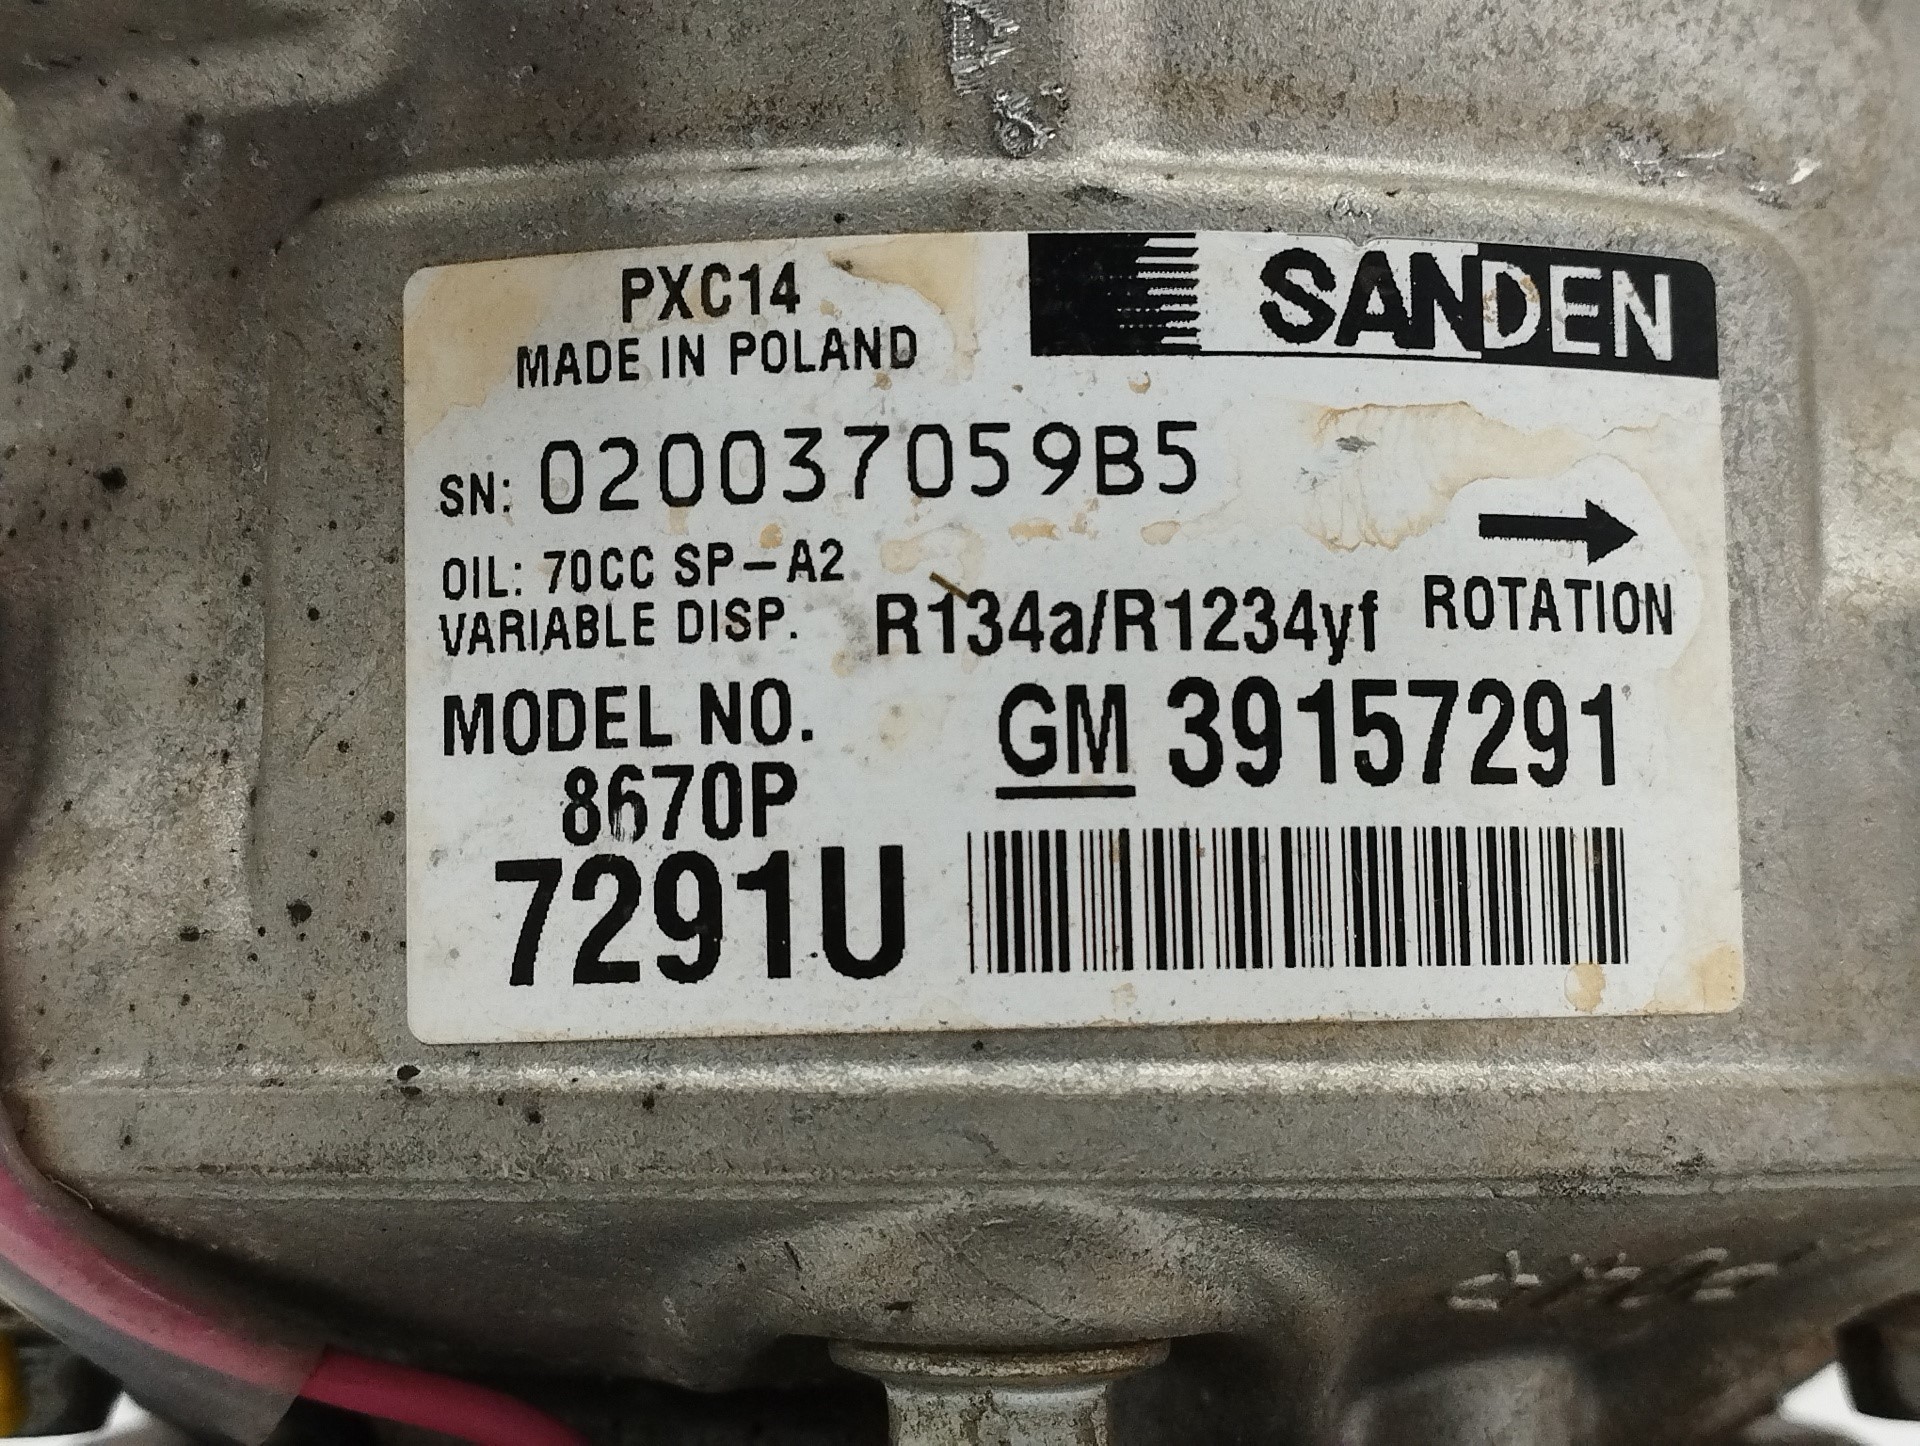 PXC14
SANDEN
MADE IN POLAND
SN: 020037059B5
OIL: 70CC SP-A2
VARIABLE DISP.
R134a/R1234yf
ROTATION
MODEL NO.
8670P
GM 39157291
7291U